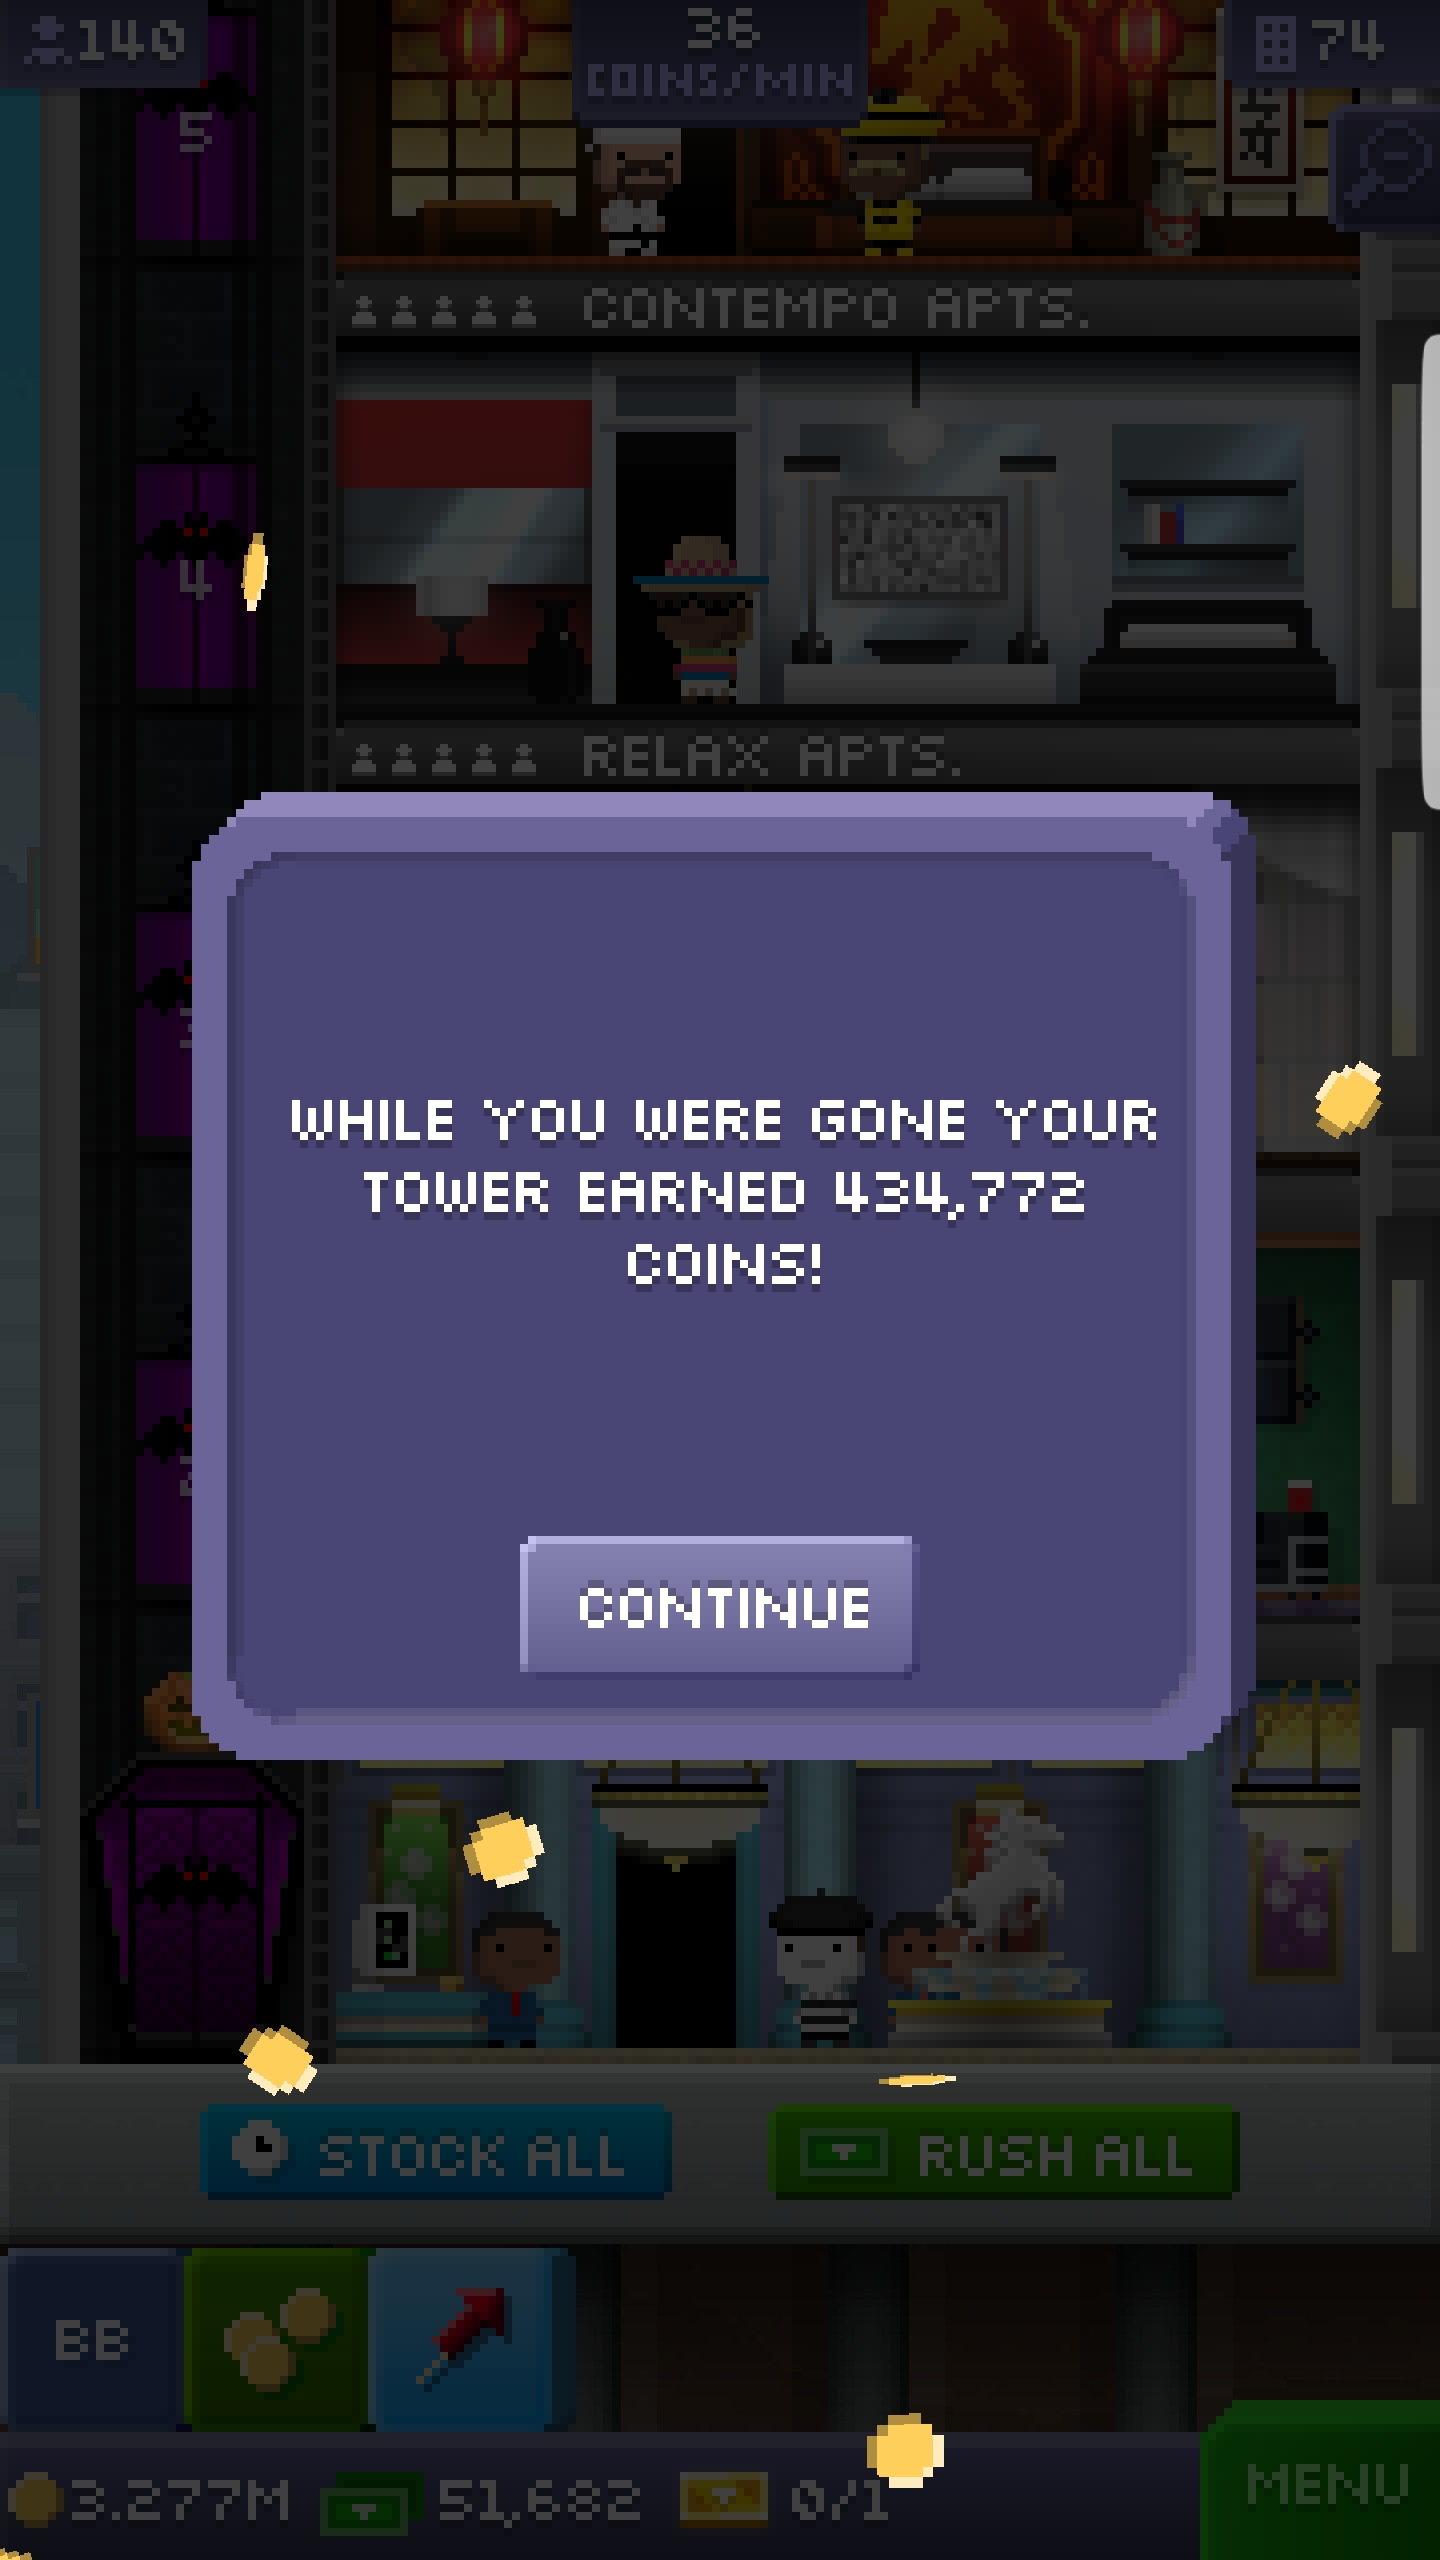 140
36
COINS/MIN
74
5
CONTEMPO APTS.
4
RELAX APTS.
WHILE YOU WERE GONE YOUR
TOWER EARNED 434,772
COINS!
CONTINUE
STOCK ALL
RUSH ALL
BB
3.277M
51,682
0/1
MENU